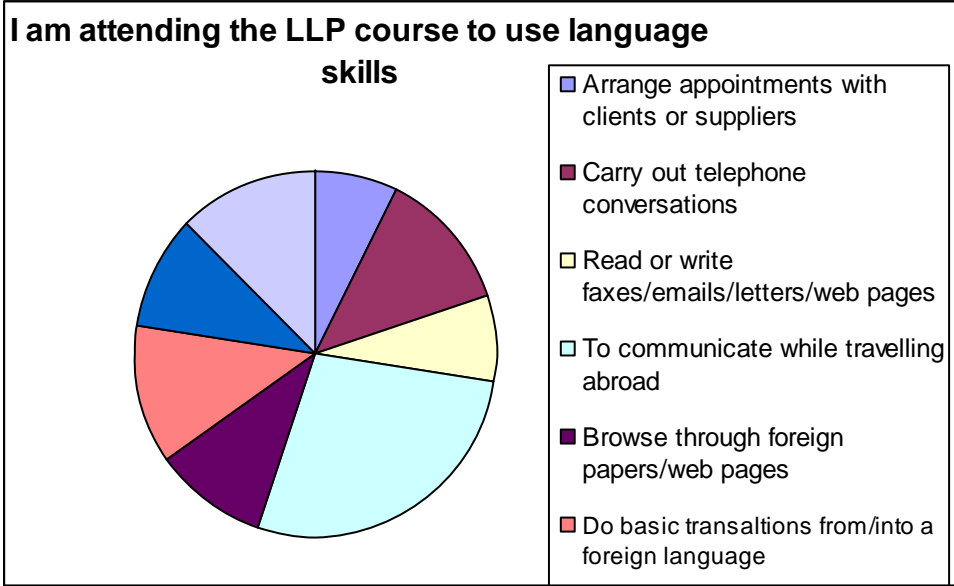 I am attending the LLP course to use language
skills
Arrange appointments with
clients or suppliers
Carry out telephone
conversations
Read or write
faxes/emails/letters/web pages
To communicate while travelling
abroad
Browse through foreign
papers/web pages
Do basic transaltions from/into a
foreign language